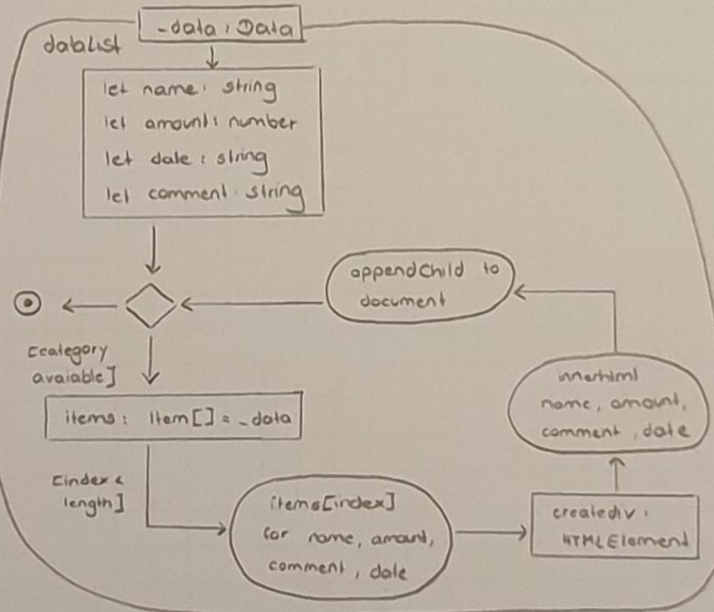 _data: Data
dataList
let name: string
let amount: number
let date: string
let comment: string
appendChild to
document
[category
avaiable]
innerhtml
name, amount,
comment, date
items: Item[] = _data
[index <
length]
items[index]
for name, amount,
comment, date
creatediv:
HTMLElement